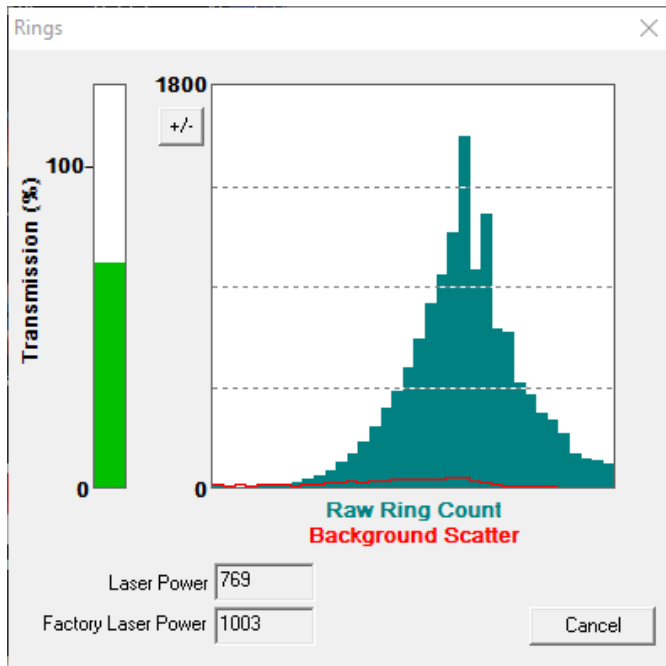 Rings
1800
+/-
100
Transmission (%)
0
0
Raw Ring Count
Background Scatter
Laser Power 769
Factory Laser Power 1003
Cancel